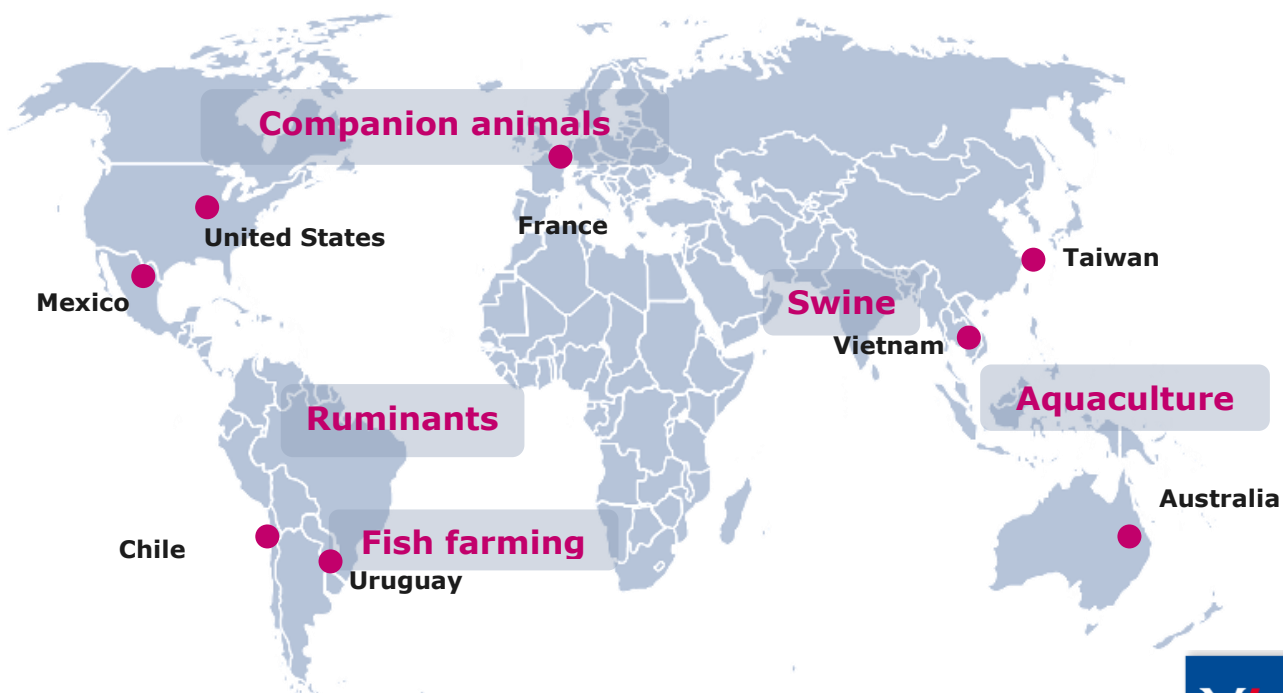 Companion animals
France
United States
Taiwan
Mexico
Swine
Vietnam
Aquaculture
Ruminants
Australia
Chile
Fish farming
Uruguay